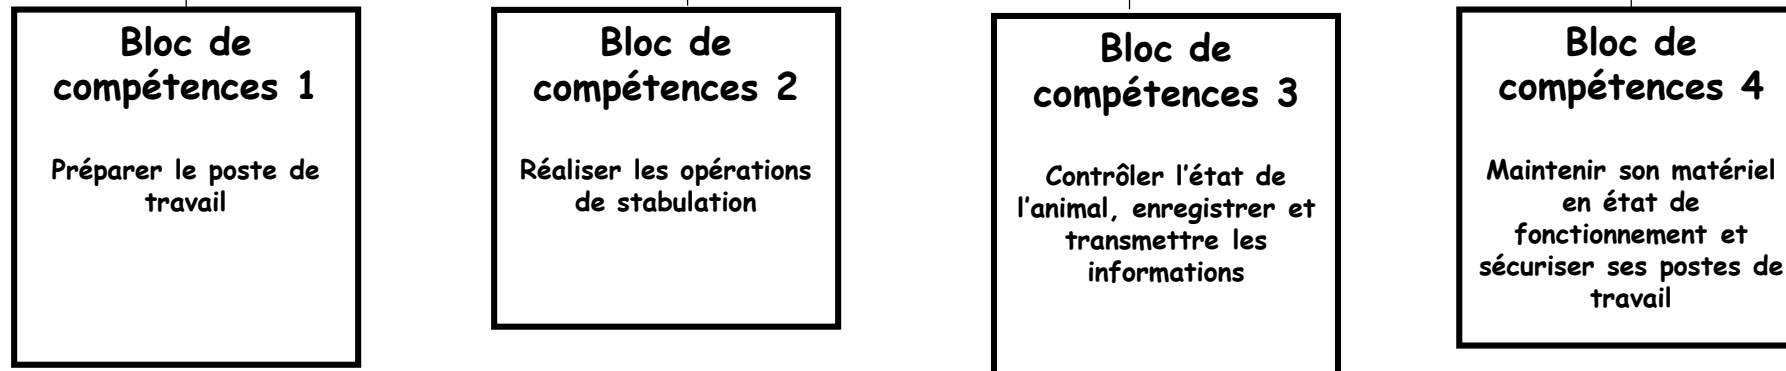 Bloc de
compétences 1
Préparer le poste de
travail
Bloc de
compétences 2
Réaliser les opérations
de stabulation
Bloc de
compétences 3
Contrôler l'état de
l'animal, enregistrer et
transmettre les
informations
Bloc de
compétences 4
Maintenir son matériel
en état de
fonctionnement et
sécuriser ses postes de
travail